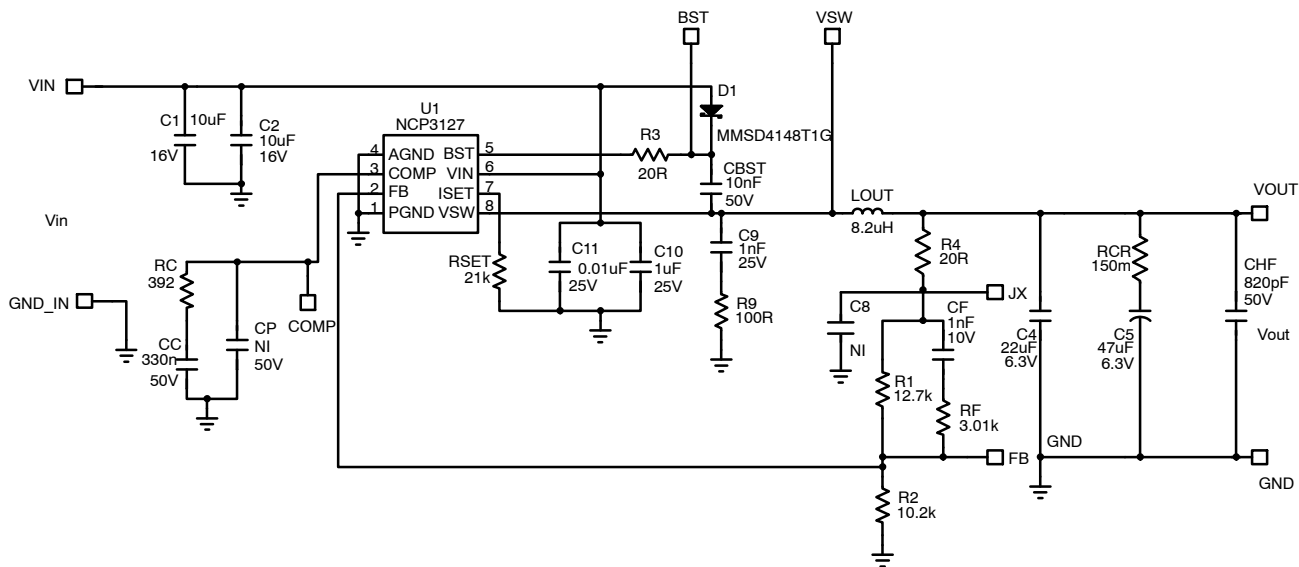 BST
VSW
VIN
C1
10uF
16V
C2
10uF
16V
U1
NCP3127
4
AGND
BST
5
3
COMP
VIN
6
2
FB
ISET
7
1
PGND
VSW
8
R3
20R
D1
MMSD4148T1G
CBST
10nF
50V
LOUT
8.2uH
VOUT
Vin
GND_IN
RC
392
CC
330n
50V
CP
NI
50V
COMP
RSET
21k
C11
0.01uF
25V
C10
1uF
25V
C9
1nF
25V
R9
100R
R4
20R
JX
C8
NI
CF
1nF
10V
R1
12.7k
RF
3.01k
FB
R2
10.2k
C4
22uF
6.3V
RCR
150m
C5
47uF
6.3V
CHF
820pF
50V
Vout
GND
GND